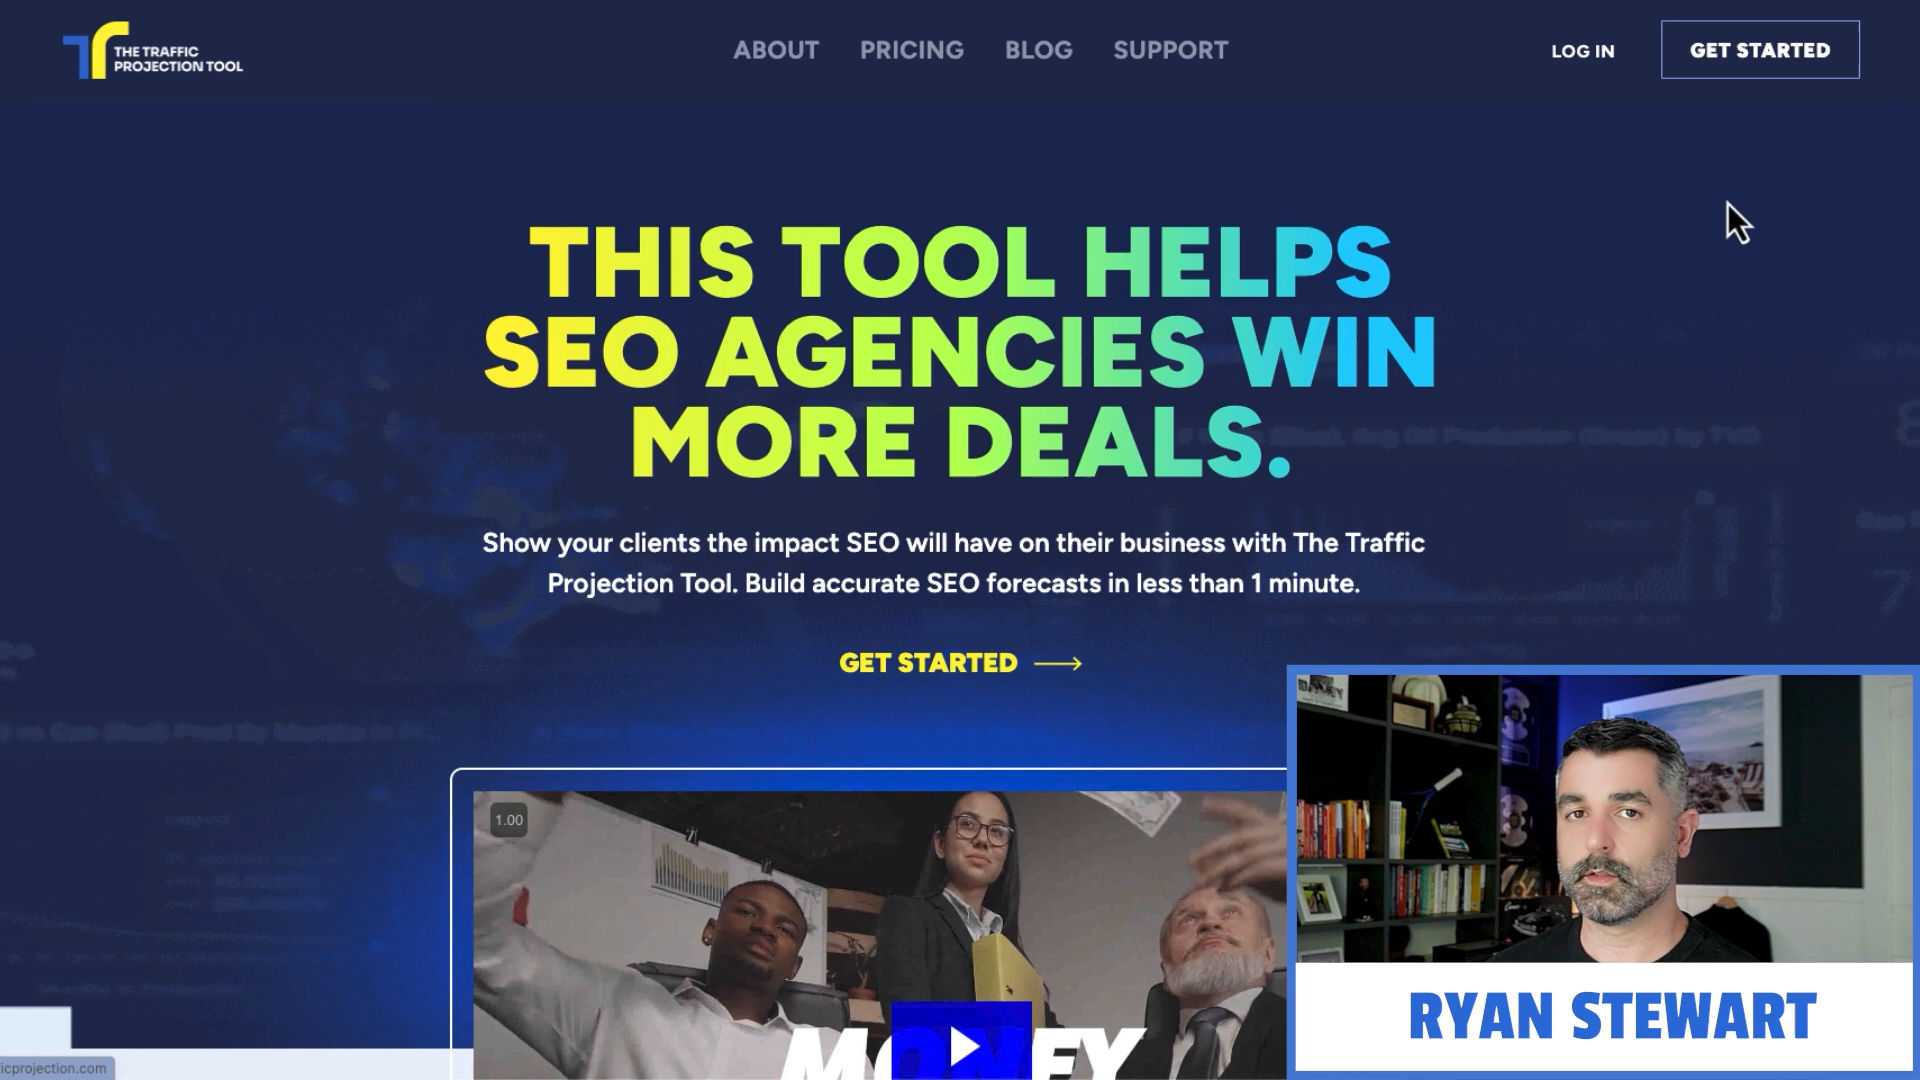 THE TRAFFIC
PROJECTION TOOL
ABOUT
PRICING
BLOG
SUPPORT
LOG IN
GET STARTED
THIS TOOL HELPS
SEO AGENCIES WIN
MORE DEALS.
Show your clients the impact SEO will have on their business with The Traffic
Projection Tool. Build accurate SEO forecasts in less than 1 minute.
GET STARTED
1.00
MONEY
RYAN STEWART
icprojection.com